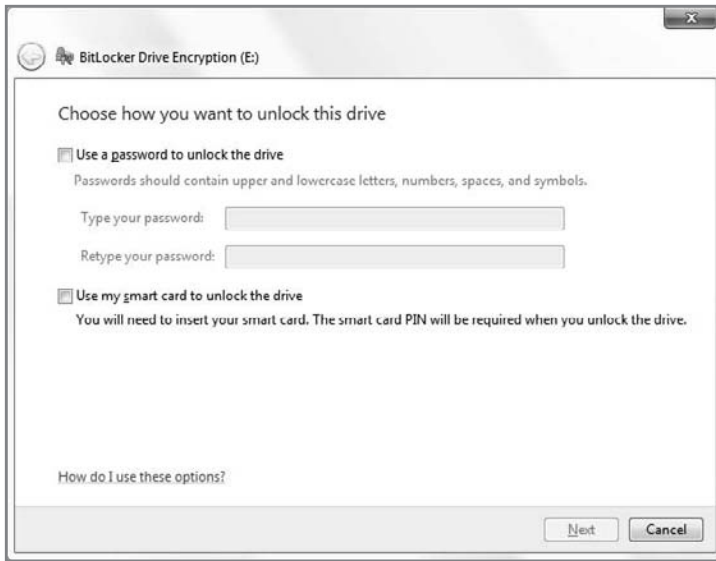 BitLocker Drive Encryption (E:)
Choose how you want to unlock this drive
Use a password to unlock the drive
Passwords should contain upper and lowercase letters, numbers, spaces, and symbols.
Type your password:
Retype your password:
Use my smart card to unlock the drive
You will need to insert your smart card. The smart card PIN will be required when you unlock the drive.
How do I use these options?
Next
Cancel